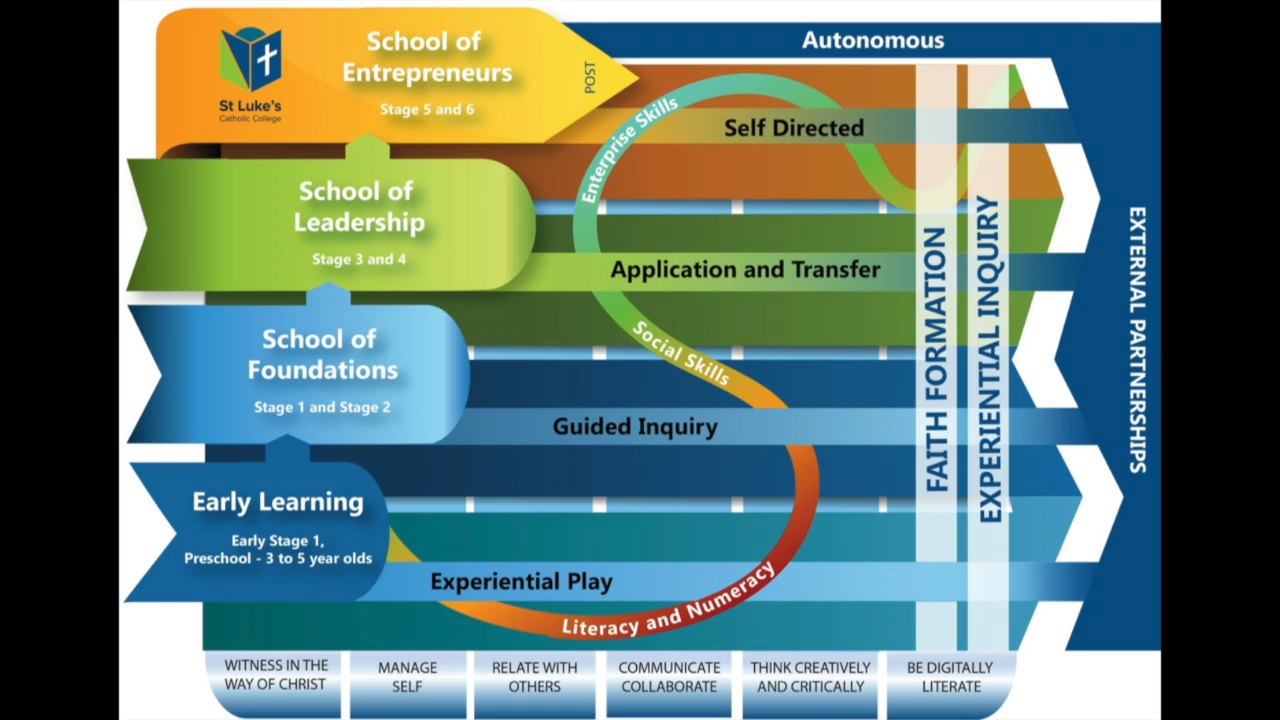 Autonomous
School of
Entrepreneurs
Stage 5 and 6
POST
St Luke's
Catholic College
Enterprise Skills
Self Directed
School of
Leadership
Stage 3 and 4
Application and Transfer
Social Skills
School of
Foundations
Stage 1 and Stage 2
Guided Inquiry
Early Learning
Early Stage 1,
Preschool - 3 to 5 year olds
Experiential Play
Literacy and Numeracy
FAITH FORMATION
EXPERIENTIAL INQUIRY
EXTERNAL PARTNERSHIPS
WITNESS IN THE
WAY OF CHRIST
MANAGE
SELF
RELATE WITH
OTHERS
COMMUNICATE
COLLABORATE
THINK CREATIVELY
AND CRITICALLY
BE DIGITALLY
LITERATE